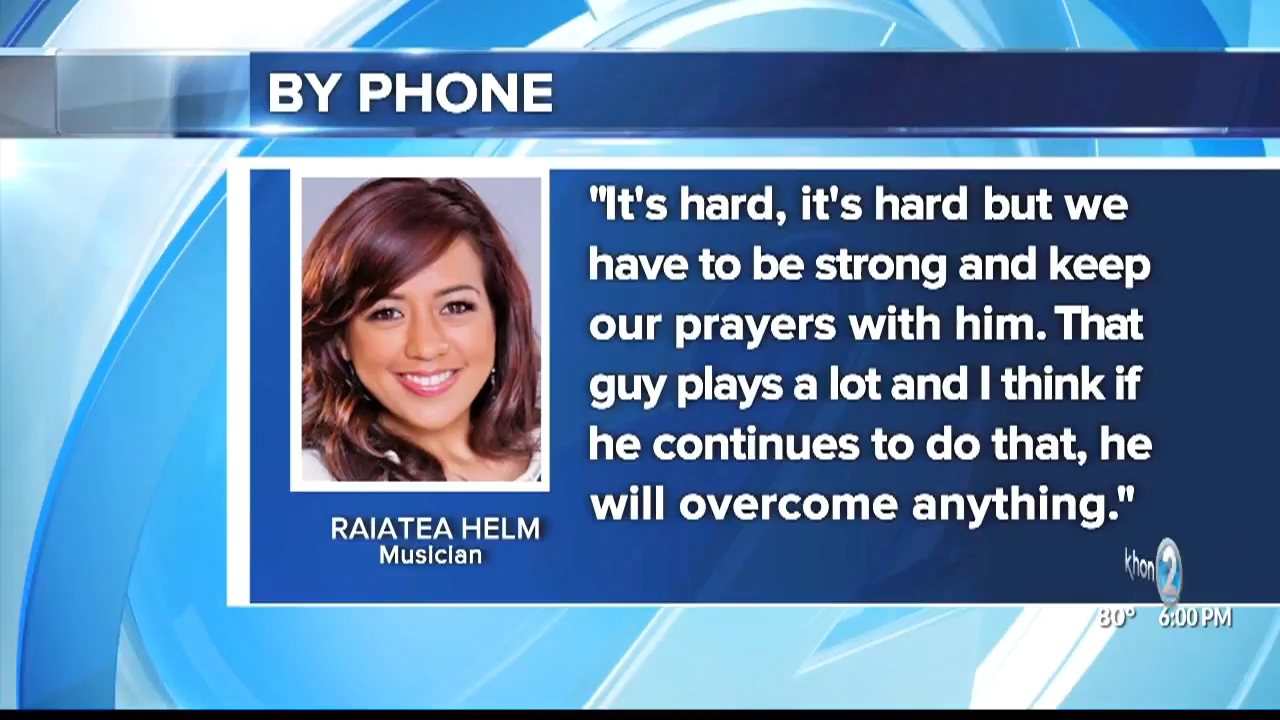 BY PHONE
"It's hard, it's hard but we
have to be strong and keep
our prayers with him. That
guy plays a lot and I think if
he continues to do that, he
will overcome anything."
RAIATEA HELM
Musician
khon 2
80° 6:00 PM